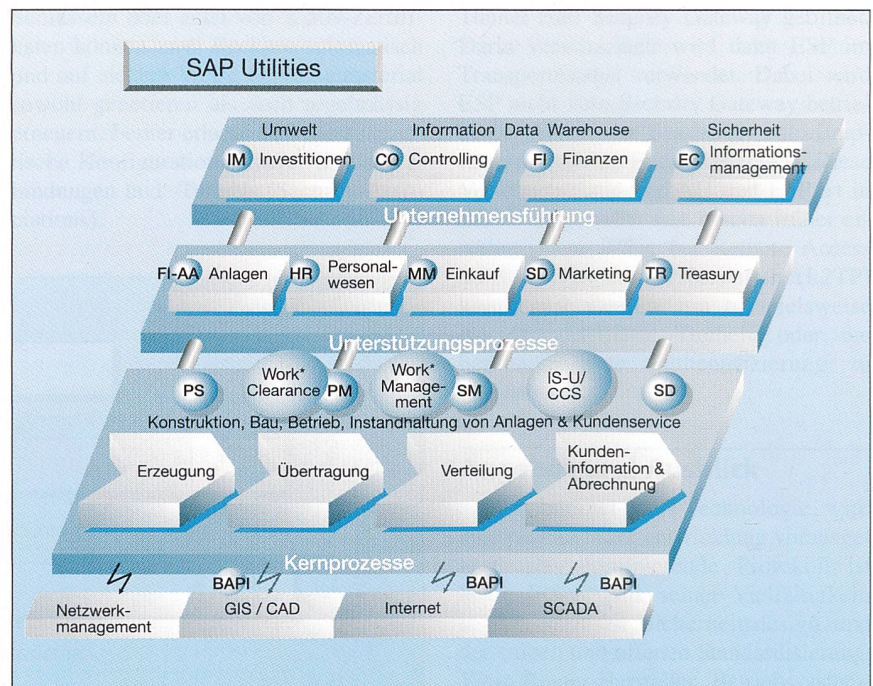 SAP Utilities
Umwelt Information Data Warehouse Sicherheit
IM Investitionen CO Controlling FI Finanzen EC Informations-
management
Unternehmensführung
FI-AA Anlagen HR Personal-
wesen MM Einkauf SD Marketing TR Treasury
Unterstützungsprozesse
PS Work*
Clearance PM Work*
Manage-
ment SM IS-U/
CCS SD
Konstruktion, Bau, Betrieb, Instandhaltung von Anlagen & Kundenservice
Erzeugung Übertragung Verteilung Kunden-
information &
Abrechnung
Kernprozesse
BAPI BAPI BAPI
Netzwerk-
management GIS / CAD Internet SCADA